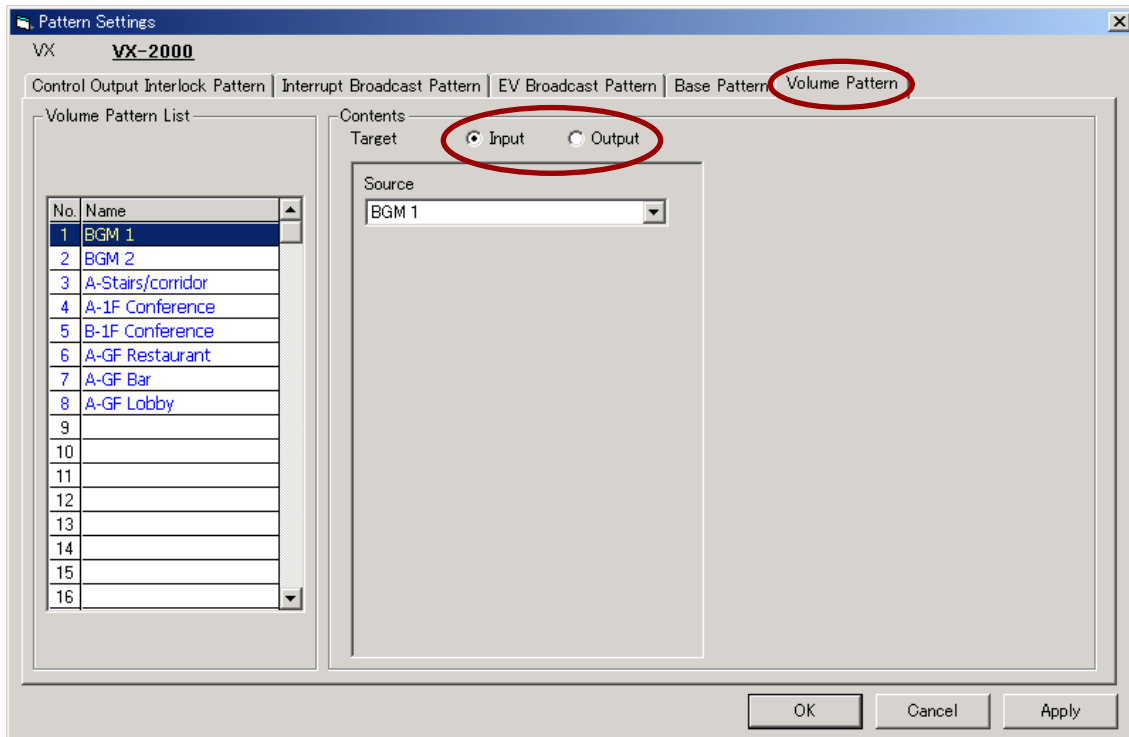 Pattern Settings
VX VX-2000
Control Output Interlock Pattern Interrupt Broadcast Pattern EV Broadcast Pattern Base Pattern Volume Pattern
Volume Pattern List
No. Name
1 BGM 1
2 BGM 2
3 A-Stairs/corridor
4 A-1F Conference
5 B-1F Conference
6 A-GF Restaurant
7 A-GF Bar
8 A-GF Lobby
9
10
11
12
13
14
15
16
Contents
Target Input Output
Source
BGM 1
OK Cancel Apply